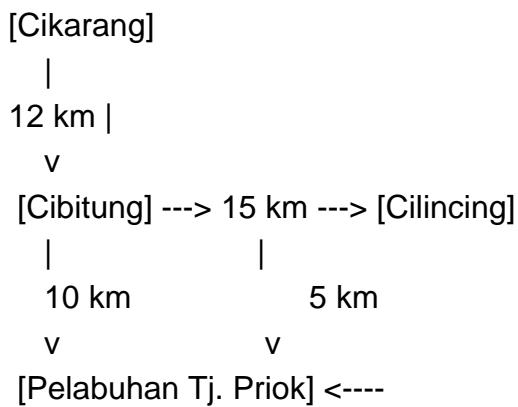 [Cikarang]
|
12 km |
v
[Cibitung] ---> 15 km ---> [Cilincing]
| |
10 km 5 km
v v
[Pelabuhan Tj. Priok] <----